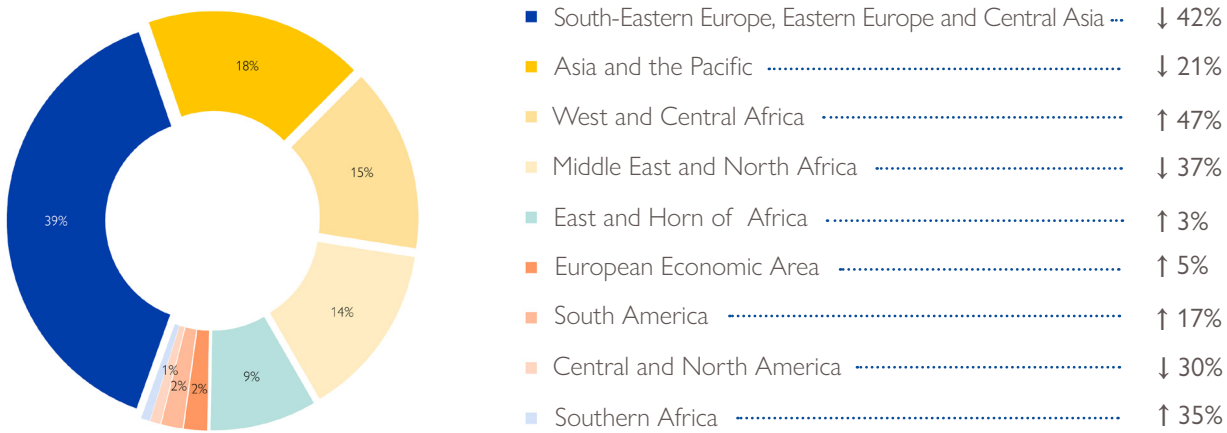 18%
15%
39%
14%
1%
2%
2%
9%
South-Eastern Europe, Eastern Europe and Central Asia ↓ 42%
Asia and the Pacific ↓ 21%
West and Central Africa ↑ 47%
Middle East and North Africa ↓ 37%
East and Horn of Africa ↑ 3%
European Economic Area ↑ 5%
South America ↑ 17%
Central and North America ↓ 30%
Southern Africa ↑ 35%